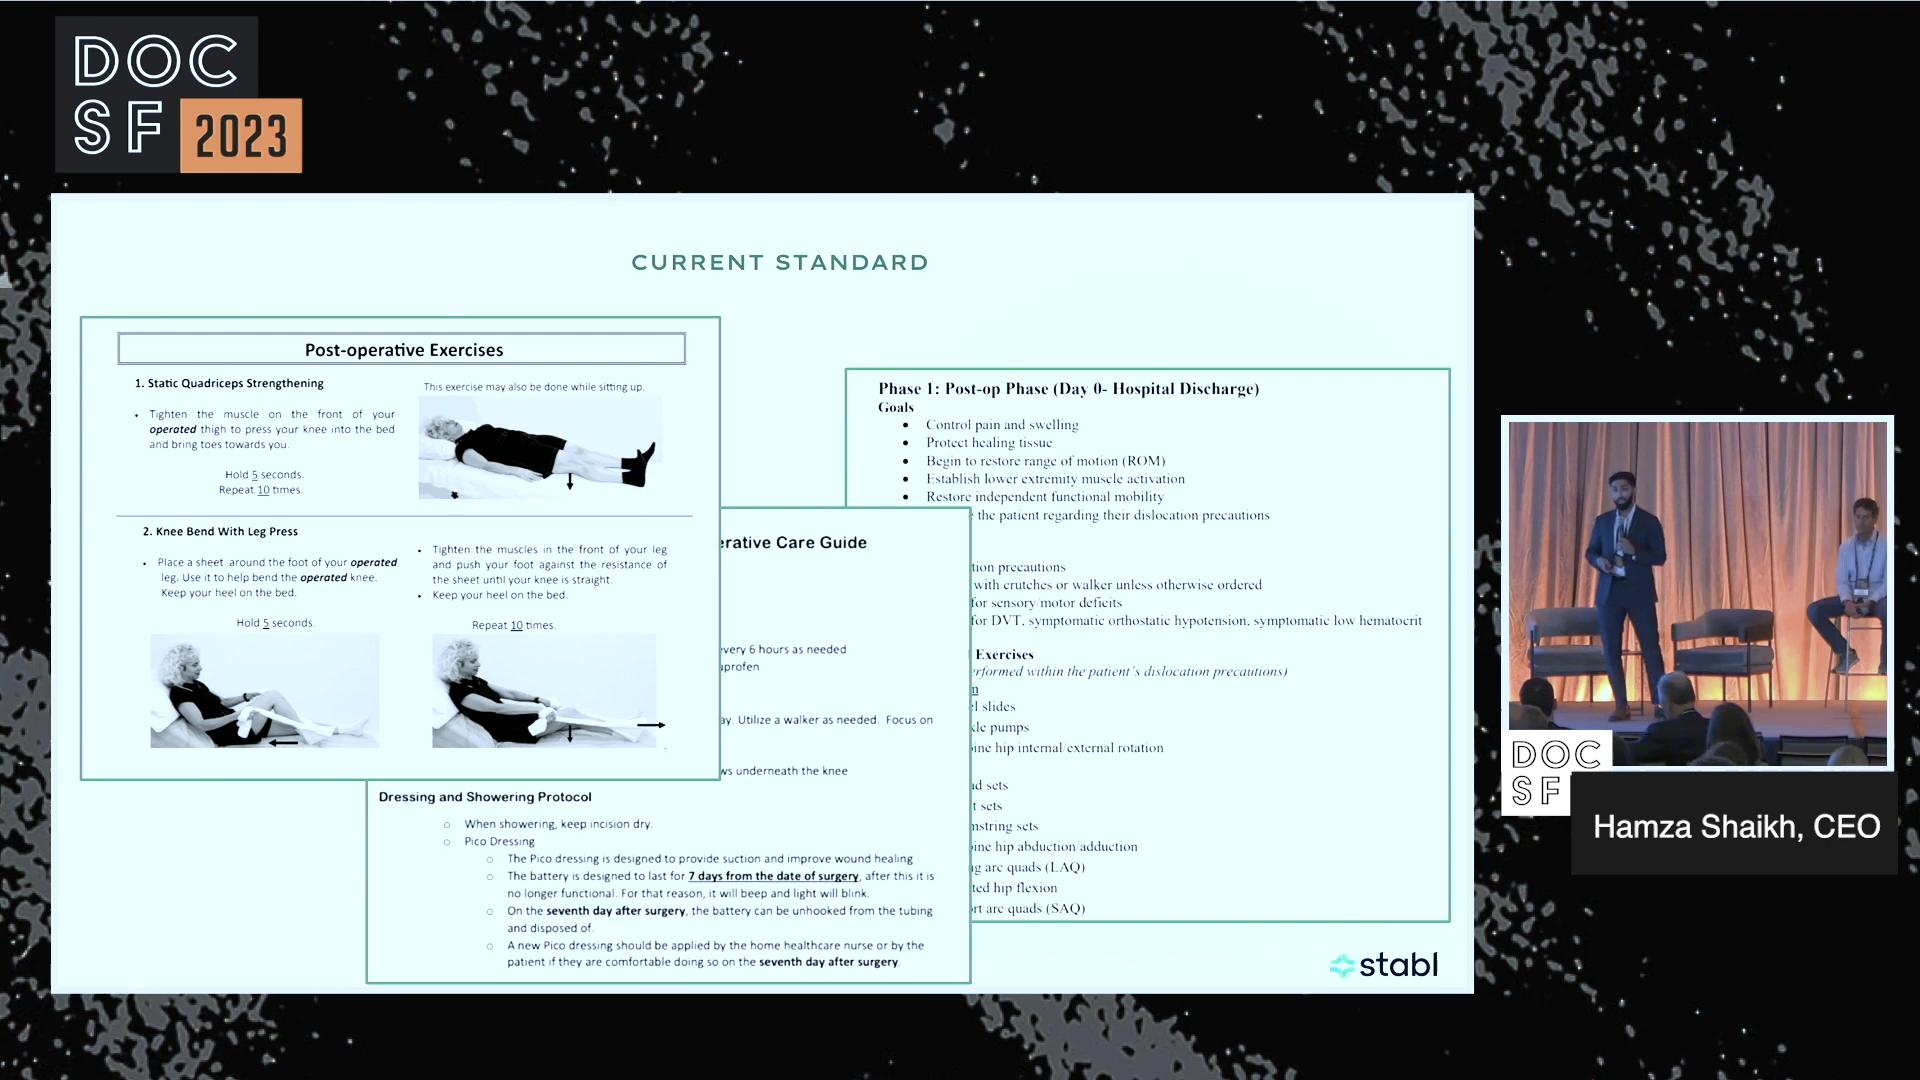 DOC
SF 2023
CURRENT STANDARD
Post-operative Exercises
1. Static Quadriceps Strengthening
• Tighten the muscle on the front of your
operated thigh to press your knee into the bed
and bring toes towards you.
Hold 5 seconds.
Repeat 10 times.
This exercise may also be done while sitting up.
2. Knee Bend With Leg Press
• Place a sheet around the foot of your operated
leg. Use it to help bend the operated knee.
Keep your heel on the bed.
Hold 5 seconds.
• Tighten the muscles in the front of your leg
and push your foot against the resistance of
the sheet until your knee is straight.
• Keep your heel on the bed.
Repeat 10 times.
erative Care Guide
every 6 hours as needed
uprofen
ay. Utilize a walker as needed. Focus on
ws underneath the knee
Dressing and Showering Protocol
○ When showering, keep incision dry.
○ Pico Dressing
○ The Pico dressing is designed to provide suction and improve wound healing
○ The battery is designed to last for 7 days from the date of surgery, after this it is
no longer functional. For that reason, it will beep and light will blink.
○ On the seventh day after surgery, the battery can be unhooked from the tubing
and disposed of.
○ A new Pico dressing should be applied by the home healthcare nurse or by the
patient if they are comfortable doing so on the seventh day after surgery.
Phase 1: Post-op Phase (Day 0- Hospital Discharge)
Goals
• Control pain and swelling
• Protect healing tissue
• Begin to restore range of motion (ROM)
• Establish lower extremity muscle activation
• Restore independent functional mobility
e the patient regarding their dislocation precautions
tion precautions
with crutches or walker unless otherwise ordered
for sensory/motor deficits
for DVT, symptomatic orthostatic hypotension, symptomatic low hematocrit
Exercises
erformed within the patient's dislocation precautions)
n
el slides
kle pumps
ine hip internal/external rotation
ad sets
t sets
mstring sets
ine hip abduction/adduction
ng arc quads (LAQ)
ted hip flexion
rt arc quads (SAQ)
stabl
DOC
SF
Hamza Shaikh, CEO